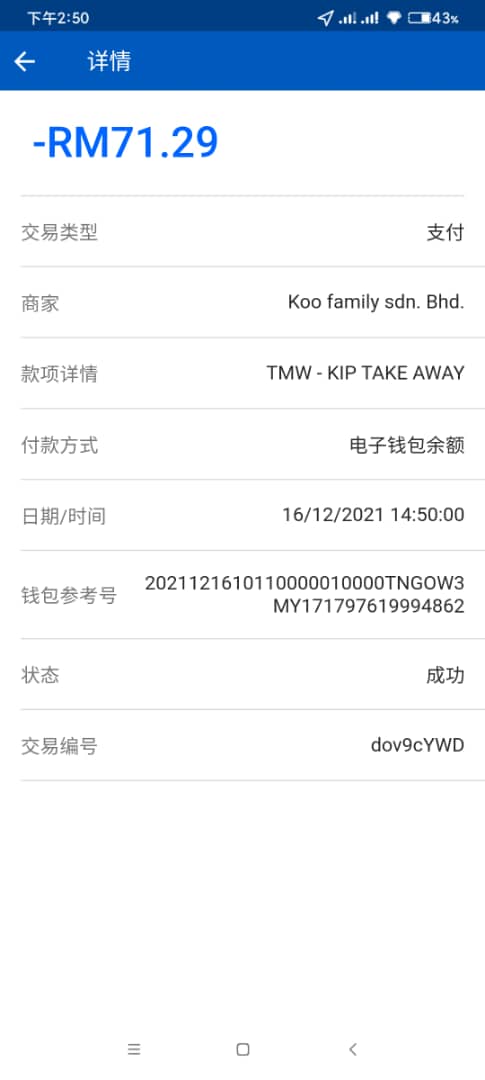 下午2:50
43%
详情
-RM71.29
交易类型
支付
商家
Koo family sdn. Bhd.
款项详情
TMW - KIP TAKE AWAY
付款方式
电子钱包余额
日期/时间
16/12/2021 14:50:00
钱包参考号
2021121610110000010000TNGOW3
MY171797619994862
状态
成功
交易编号
dov9cYWD